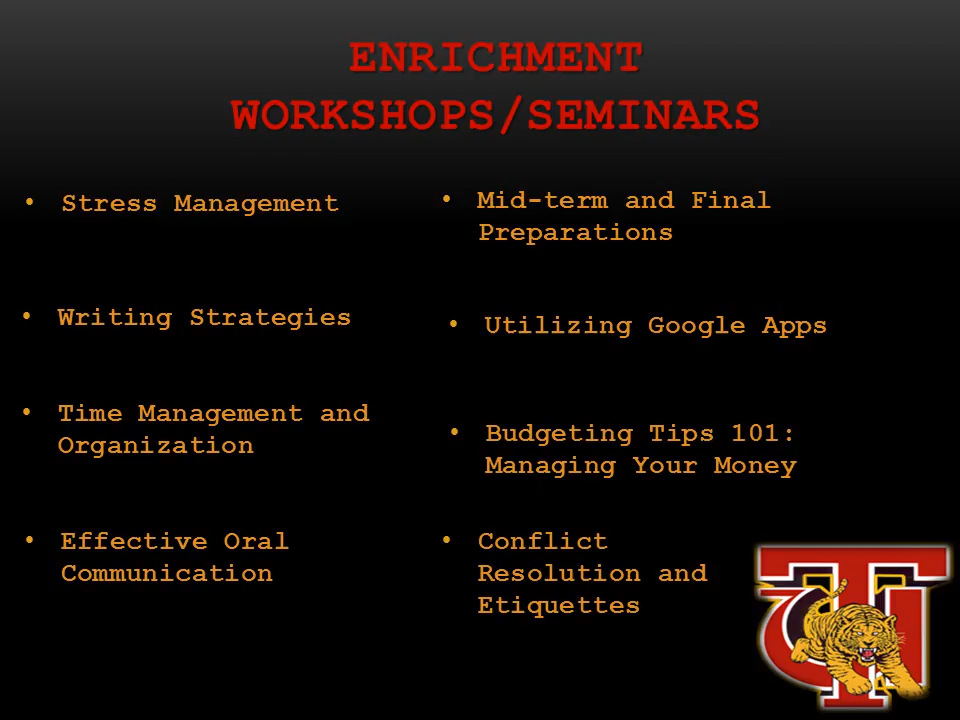 ENRICHMENT
WORKSHOPS/SEMINARS
• Stress Management
• Writing Strategies
• Time Management and
Organization
• Effective Oral
Communication
• Mid-term and Final
Preparations
• Utilizing Google Apps
• Budgeting Tips 101:
Managing Your Money
• Conflict
Resolution and
Etiquettes
TU